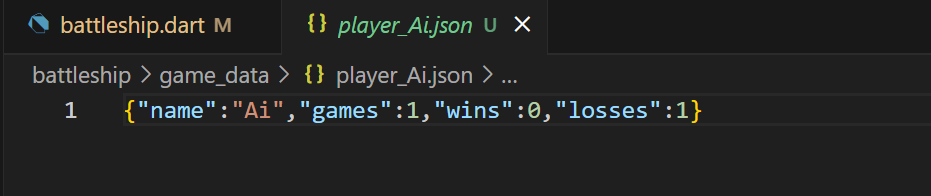 battleship.dart M
player_Ai.json U
battleship > game_data > {} player_Ai.json > ...
1 {"name":"Ai","games":1,"wins":0,"losses":1}